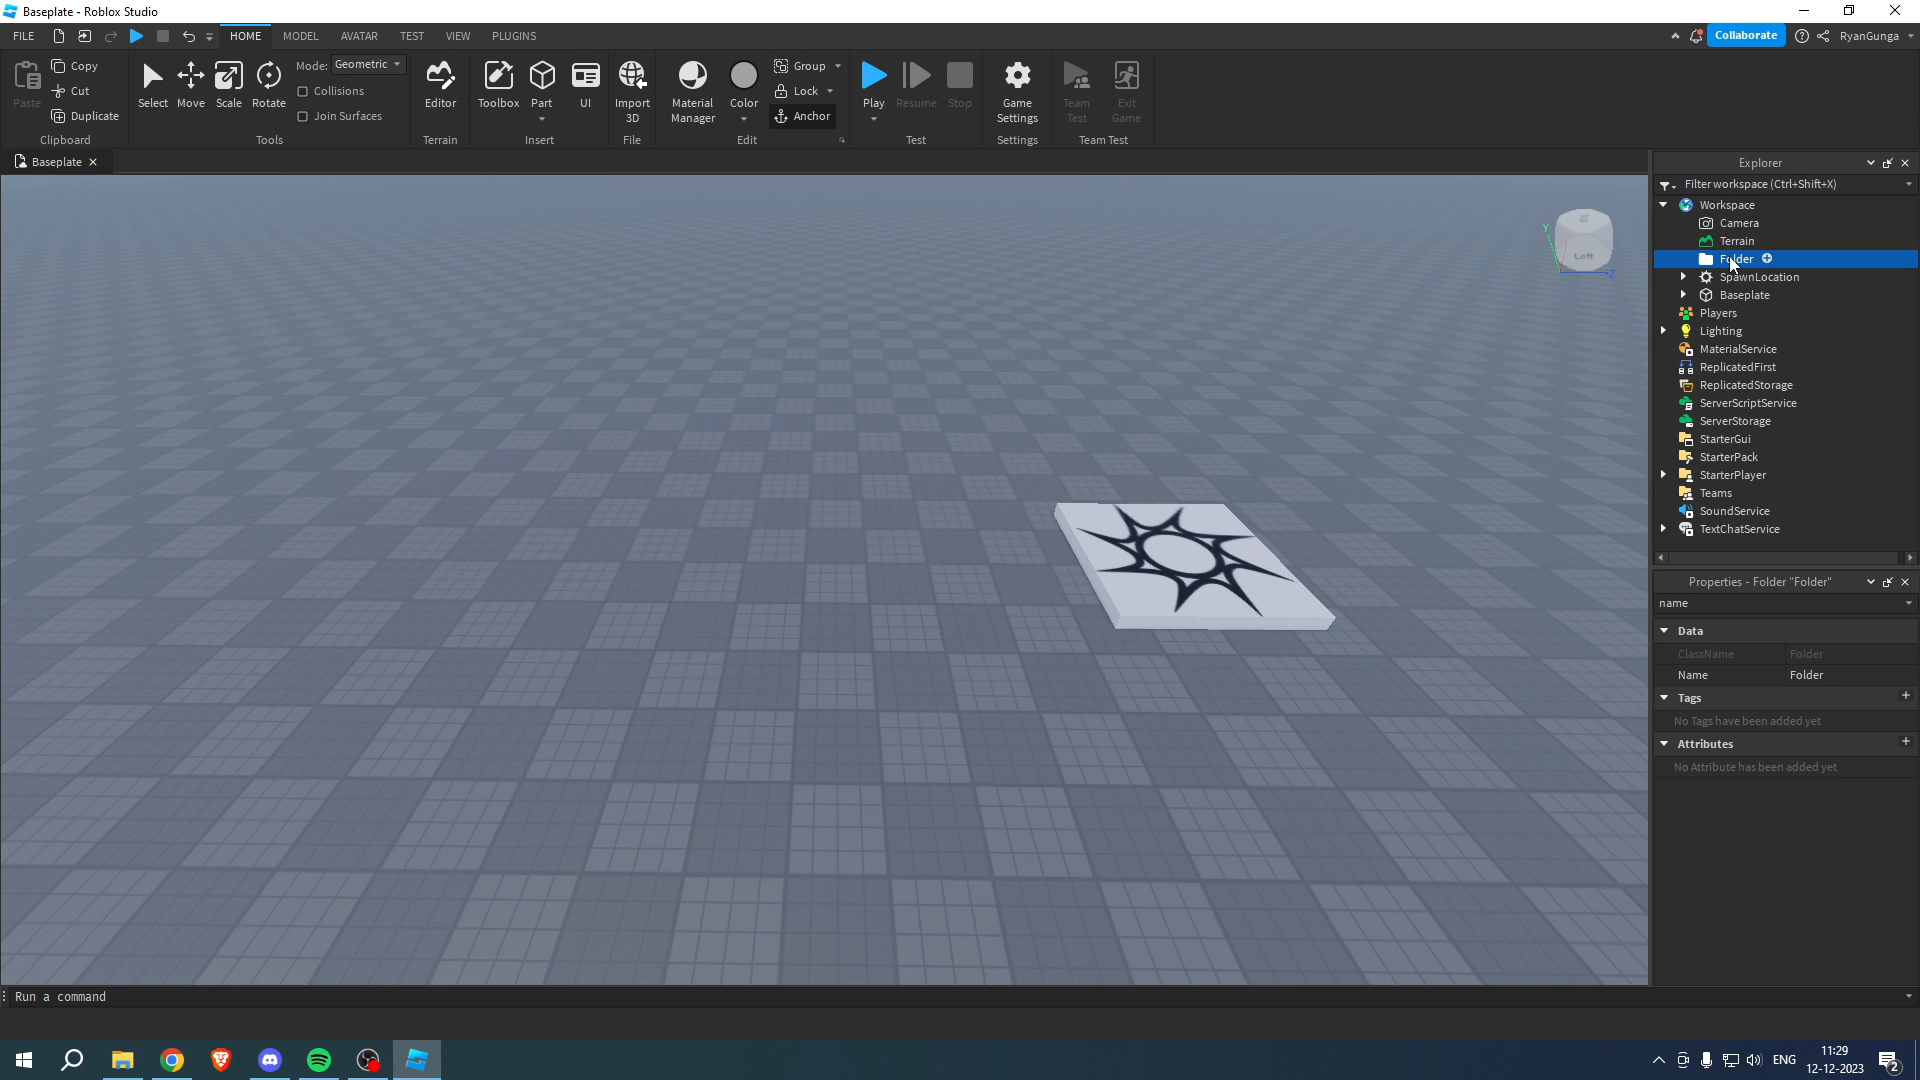 Baseplate - Roblox Studio
FILE HOME MODEL AVATAR TEST VIEW PLUGINS Collaborate RyanGunga
Paste Copy Cut Duplicate Clipboard
Select Move Scale Rotate Mode: Geometric Collisions Join Surfaces Tools
Editor Terrain
Toolbox Part UI Insert
Import 3D File
Material Manager Color Group Lock Anchor Edit
Play Resume Stop Test
Game Settings Settings
Team Test Exit Game Team Test
Baseplate
Explorer
Filter workspace (Ctrl+Shift+X)
Workspace
Camera
Terrain
Folder
SpawnLocation
Baseplate
Players
Lighting
MaterialService
ReplicatedFirst
ReplicatedStorage
ServerScriptService
ServerStorage
StarterGui
StarterPack
StarterPlayer
Teams
SoundService
TextChatService
Y Left Z
Properties - Folder "Folder"
name
Data
ClassName Folder
Name Folder
Tags
No Tags have been added yet
Attributes
No Attribute has been added yet
Run a command
ENG 11:29
12-12-2023 2